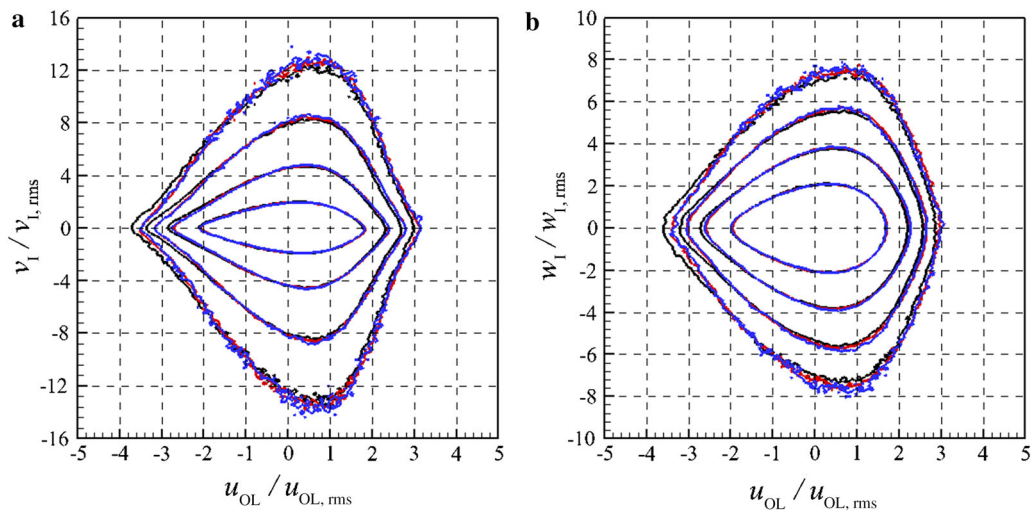 a
16
12
8
4
0
-4
-8
-12
-16
v_I / v_I, rms
-5 -4 -3 -2 -1 0 1 2 3 4 5
u_OL / u_OL, rms
b
10
8
6
4
2
0
-2
-4
-6
-8
-10
w_I / w_I, rms
-5 -4 -3 -2 -1 0 1 2 3 4 5
u_OL / u_OL, rms